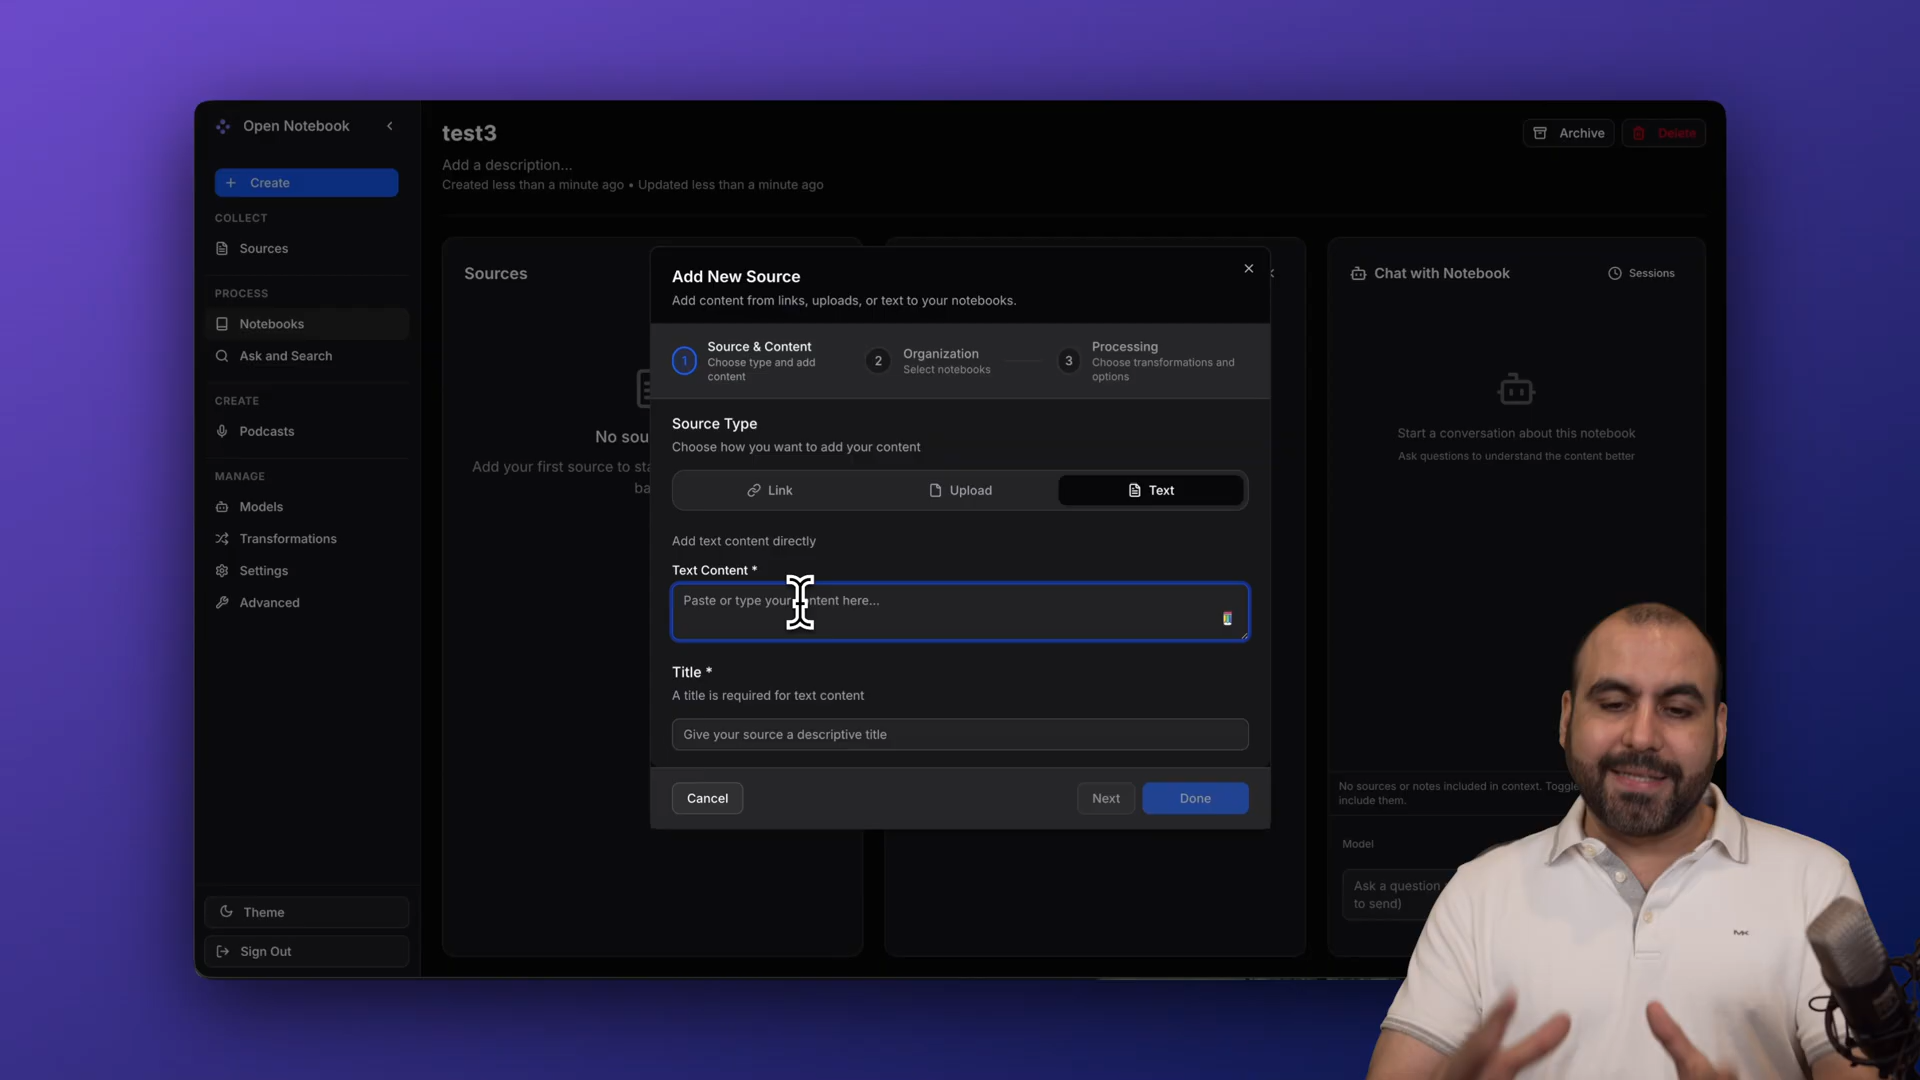 Open Notebook
Create
COLLECT
Sources
PROCESS
Notebooks
Ask and Search
CREATE
Podcasts
MANAGE
Models
Transformations
Settings
Advanced
Theme
Sign Out
test3
Add a description...
Created less than a minute ago • Updated less than a minute ago
Archive
Delete
Sources
No sou
Add your first source to sta
ba
Add New Source
Add content from links, uploads, or text to your notebooks.
1
Source & Content
Choose type and add
content
2
Organization
Select notebooks
3
Processing
Choose transformations and
options
Source Type
Choose how you want to add your content
Link
Upload
Text
Add text content directly
Text Content *
Paste or type your ntent here...
Title *
A title is required for text content
Give your source a descriptive title
Cancel
Next
Done
Chat with Notebook
Sessions
Start a conversation about this notebook
Ask questions to understand the content better
No sources or notes included in context. Toggle
include them.
Model
Ask a question
to send)
MK